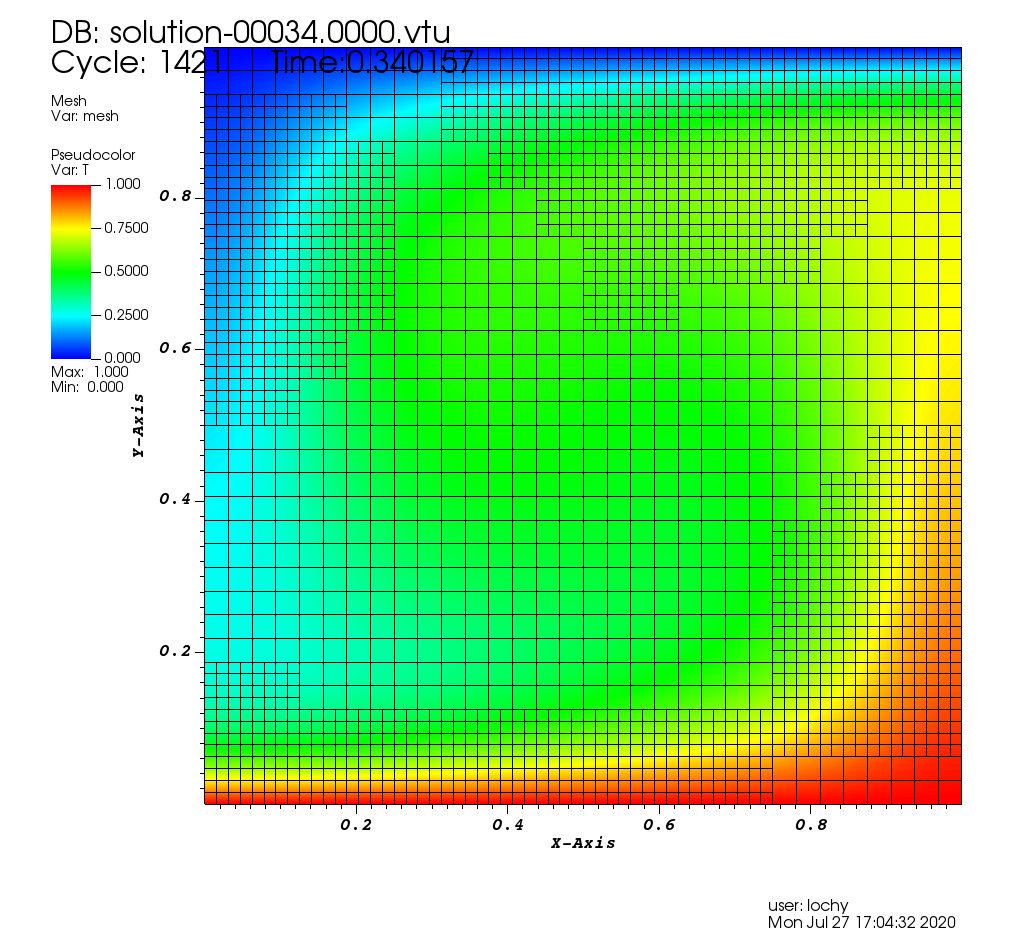 DB: solution-00034.0000.vtu
Cycle: 1421 Time:0.340157
Mesh
Var: mesh
Pseudocolor
Var: T
1.000
0.7500
0.5000
0.2500
0.000
Max: 1.000
Min: 0.000
0.8
0.6
0.4
0.2
Y-Axis
0.2 0.4 0.6 0.8
X-Axis
user: lochy
Mon Jul 27 17:04:32 2020